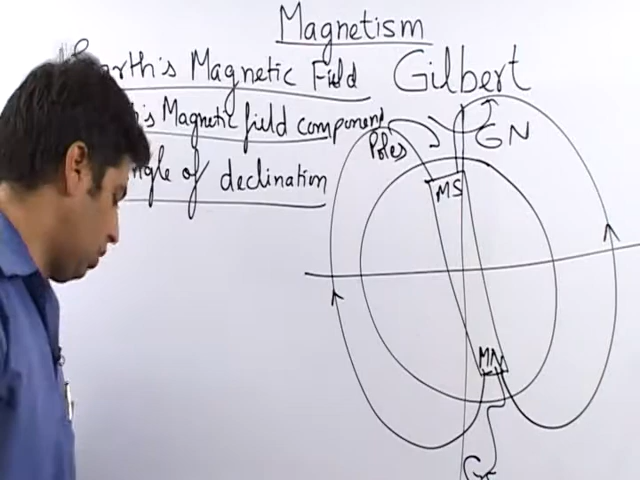 Magnetism
Earth's Magnetic Field
Gilbert
Magnetic field component
Poles
GN
angle of declination
MS
MN